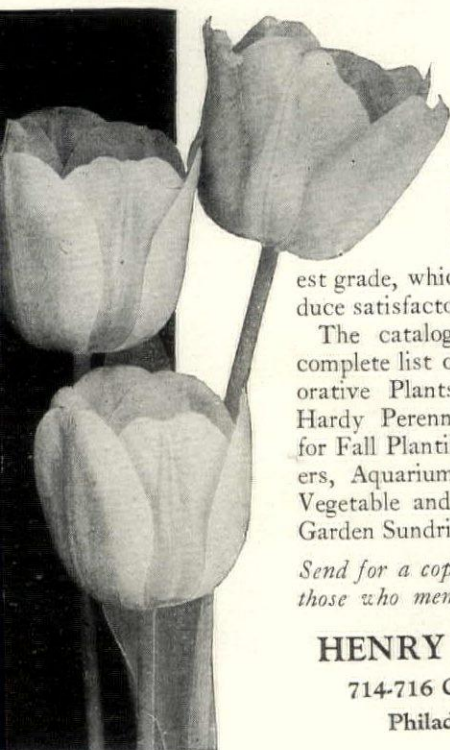 est grade, whic
duce satisfacto
The catalog
complete list o
orative Plants
Hardy Perenn
for Fall Planti
ers, Aquarium
Vegetable and
Garden Sundri
Send for a cop
those who men
HENRY
714-716 C
Philad